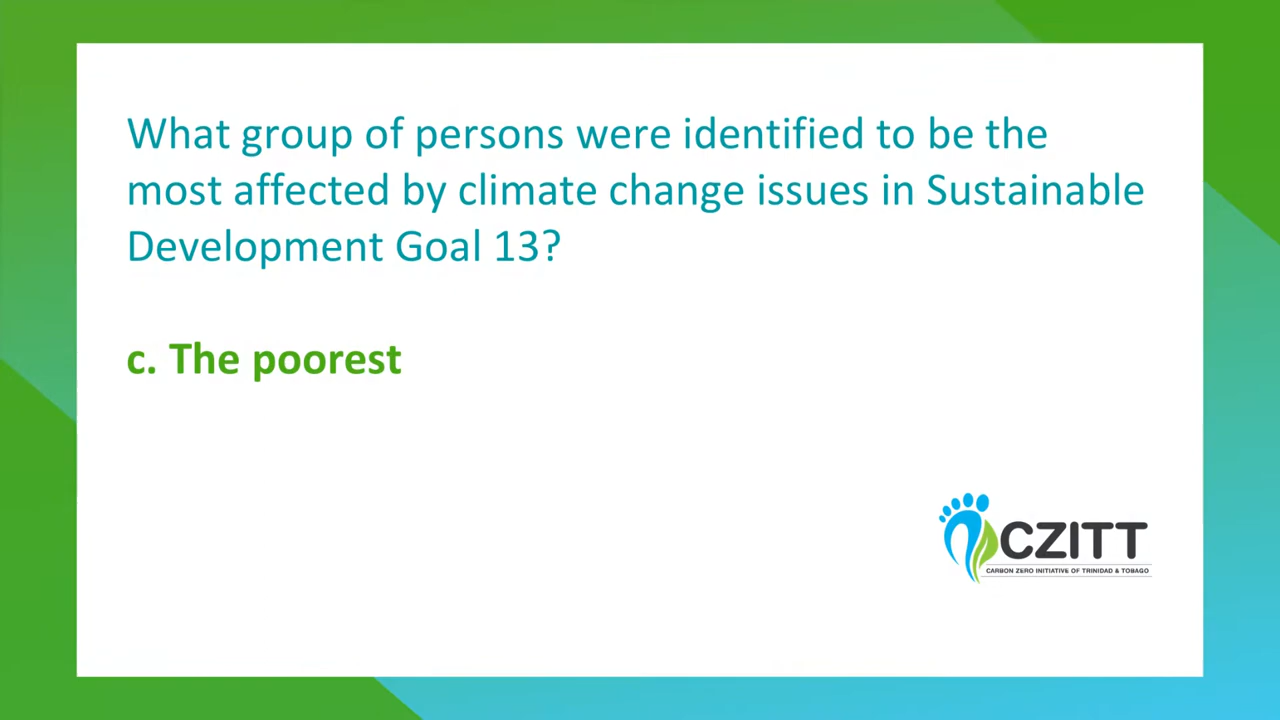 What group of persons were identified to be the
most affected by climate change issues in Sustainable
Development Goal 13?
c. The poorest
CZITT
CARBON ZERO INITIATIVE OF TRINIDAD & TOBAGO